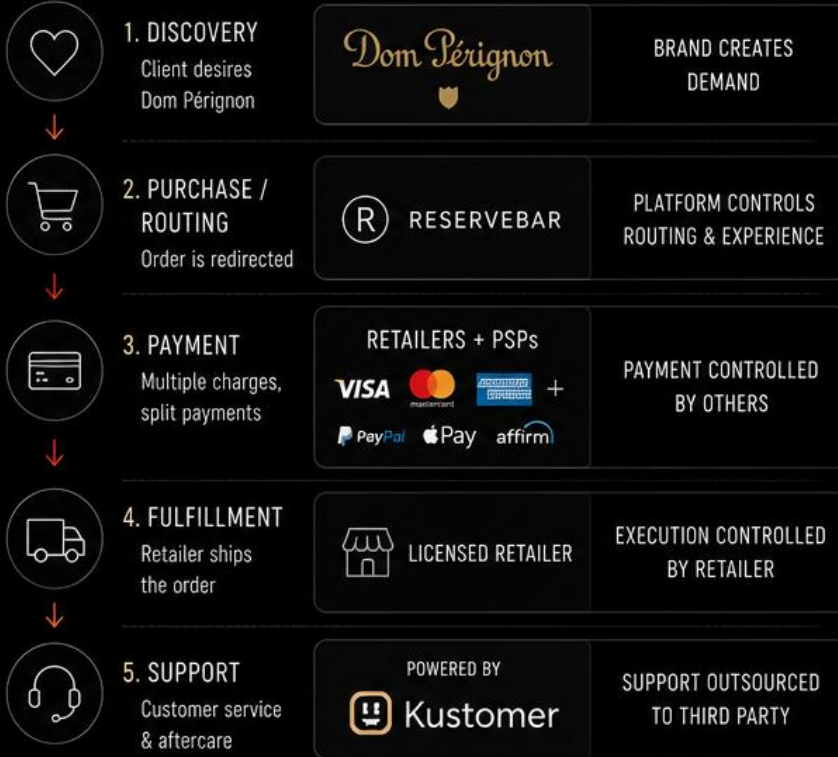 1. DISCOVERY
Client desires
Dom Pérignon
Dom Pérignon
BRAND CREATES
DEMAND
2. PURCHASE /
ROUTING
Order is redirected
R RESERVEBAR
PLATFORM CONTROLS
ROUTING & EXPERIENCE
3. PAYMENT
Multiple charges,
split payments
RETAILERS + PSPs
VISA mastercard AMERICAN EXPRESS +
PayPal Pay affirm
PAYMENT CONTROLLED
BY OTHERS
4. FULFILLMENT
Retailer ships
the order
LICENSED RETAILER
EXECUTION CONTROLLED
BY RETAILER
5. SUPPORT
Customer service
& aftercare
POWERED BY
Kustomer
SUPPORT OUTSOURCED
TO THIRD PARTY